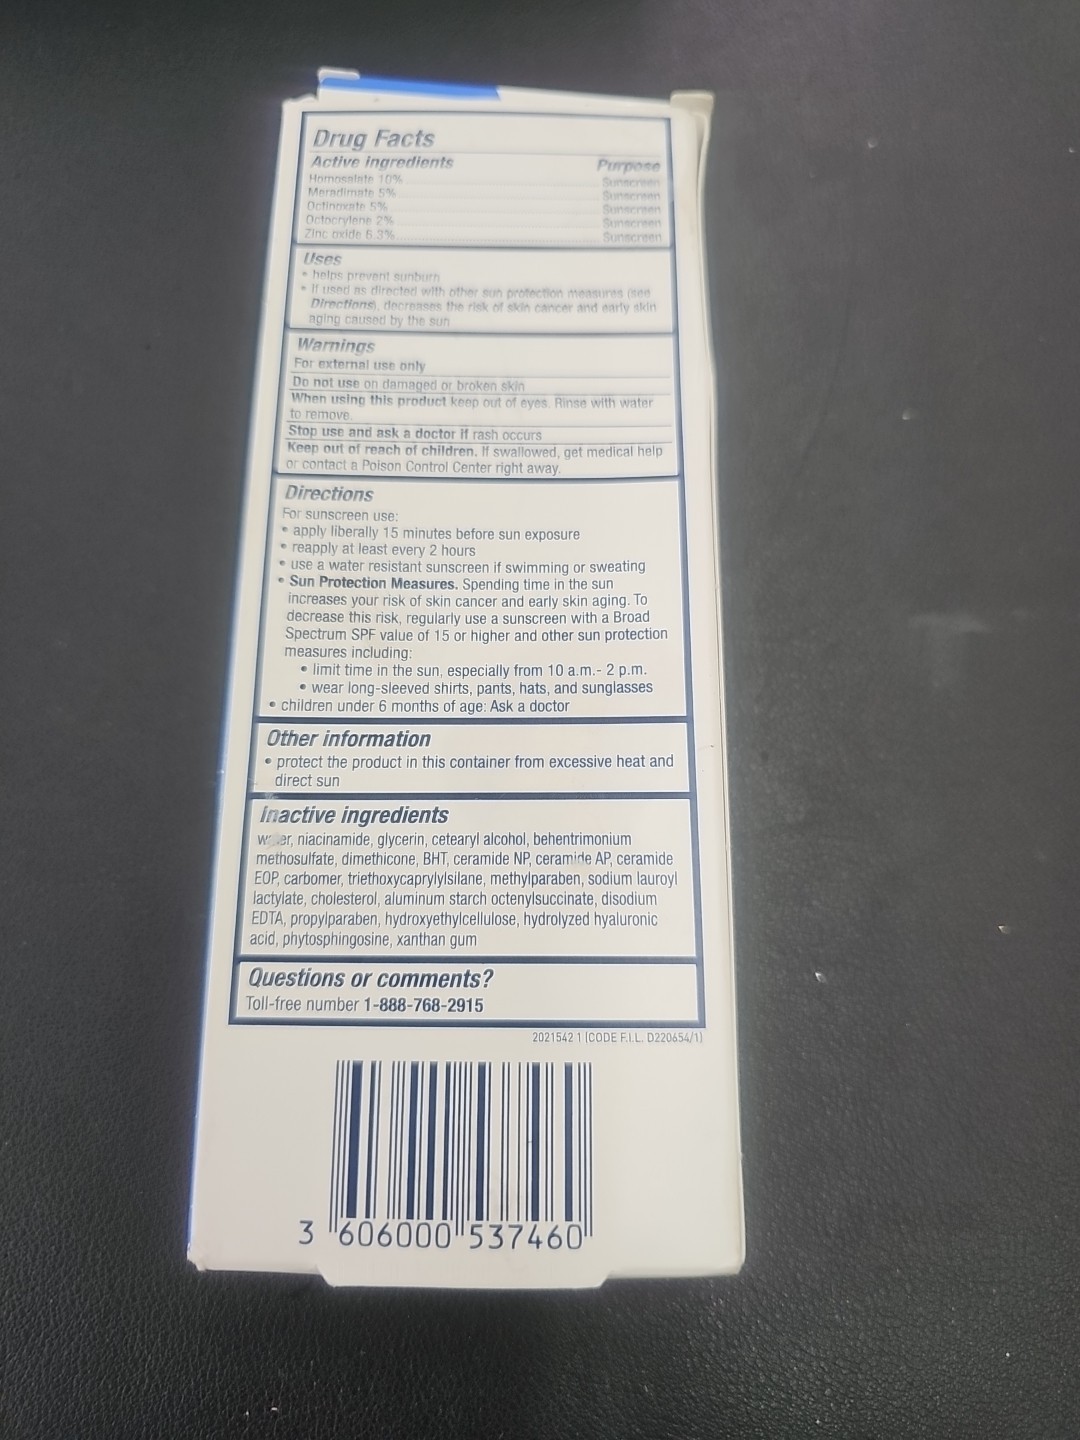 Drug Facts
Active ingredients Purpose
Homosalate 10% Sunscreen
Meradimate 5% Sunscreen
Octinoxate 5% Sunscreen
Octocrylene 2% Sunscreen
Zinc oxide 6.3% Sunscreen
Uses
• helps prevent sunburn
• If used as directed with other sun protection measures (see
Directions), decreases the risk of skin cancer and early skin
aging caused by the sun
Warnings
For external use only
Do not use on damaged or broken skin
When using this product keep out of eyes. Rinse with water
to remove.
Stop use and ask a doctor if rash occurs
Keep out of reach of children. If swallowed, get medical help
or contact a Poison Control Center right away.
Directions
For sunscreen use:
• apply liberally 15 minutes before sun exposure
• reapply at least every 2 hours
• use a water resistant sunscreen if swimming or sweating
• Sun Protection Measures. Spending time in the sun
increases your risk of skin cancer and early skin aging. To
decrease this risk, regularly use a sunscreen with a Broad
Spectrum SPF value of 15 or higher and other sun protection
measures including:
• limit time in the sun, especially from 10 a.m.- 2 p.m.
• wear long-sleeved shirts, pants, hats, and sunglasses
• children under 6 months of age: Ask a doctor
Other information
• protect the product in this container from excessive heat and
direct sun
Inactive ingredients
water, niacinamide, glycerin, cetearyl alcohol, behentrimonium
methosulfate, dimethicone, BHT, ceramide NP, ceramide AP, ceramide
EOP, carbomer, triethoxycaprylylsilane, methylparaben, sodium lauroyl
lactylate, cholesterol, aluminum starch octenylsuccinate, disodium
EDTA, propylparaben, hydroxyethylcellulose, hydrolyzed hyaluronic
acid, phytosphingosine, xanthan gum
Questions or comments?
Toll-free number 1-888-768-2915
2021542 1 (CODE F.I.L. D220654/1)
3 606000 537460